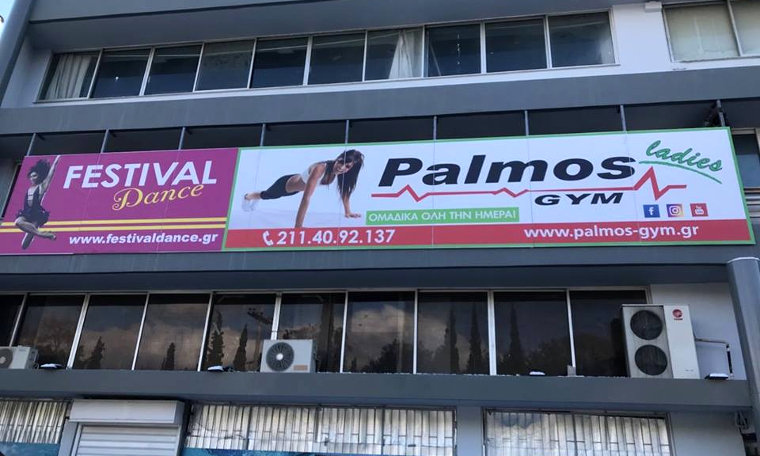 FESTIVAL
Dance
www.festivaldance.gr
Palmos ladies
GYM
ΟΜΑΔΙΚΑ ΟΛΗ ΤΗΝ ΗΜΕΡΑ!
211.40.92.137
www.palmos-gym.gr